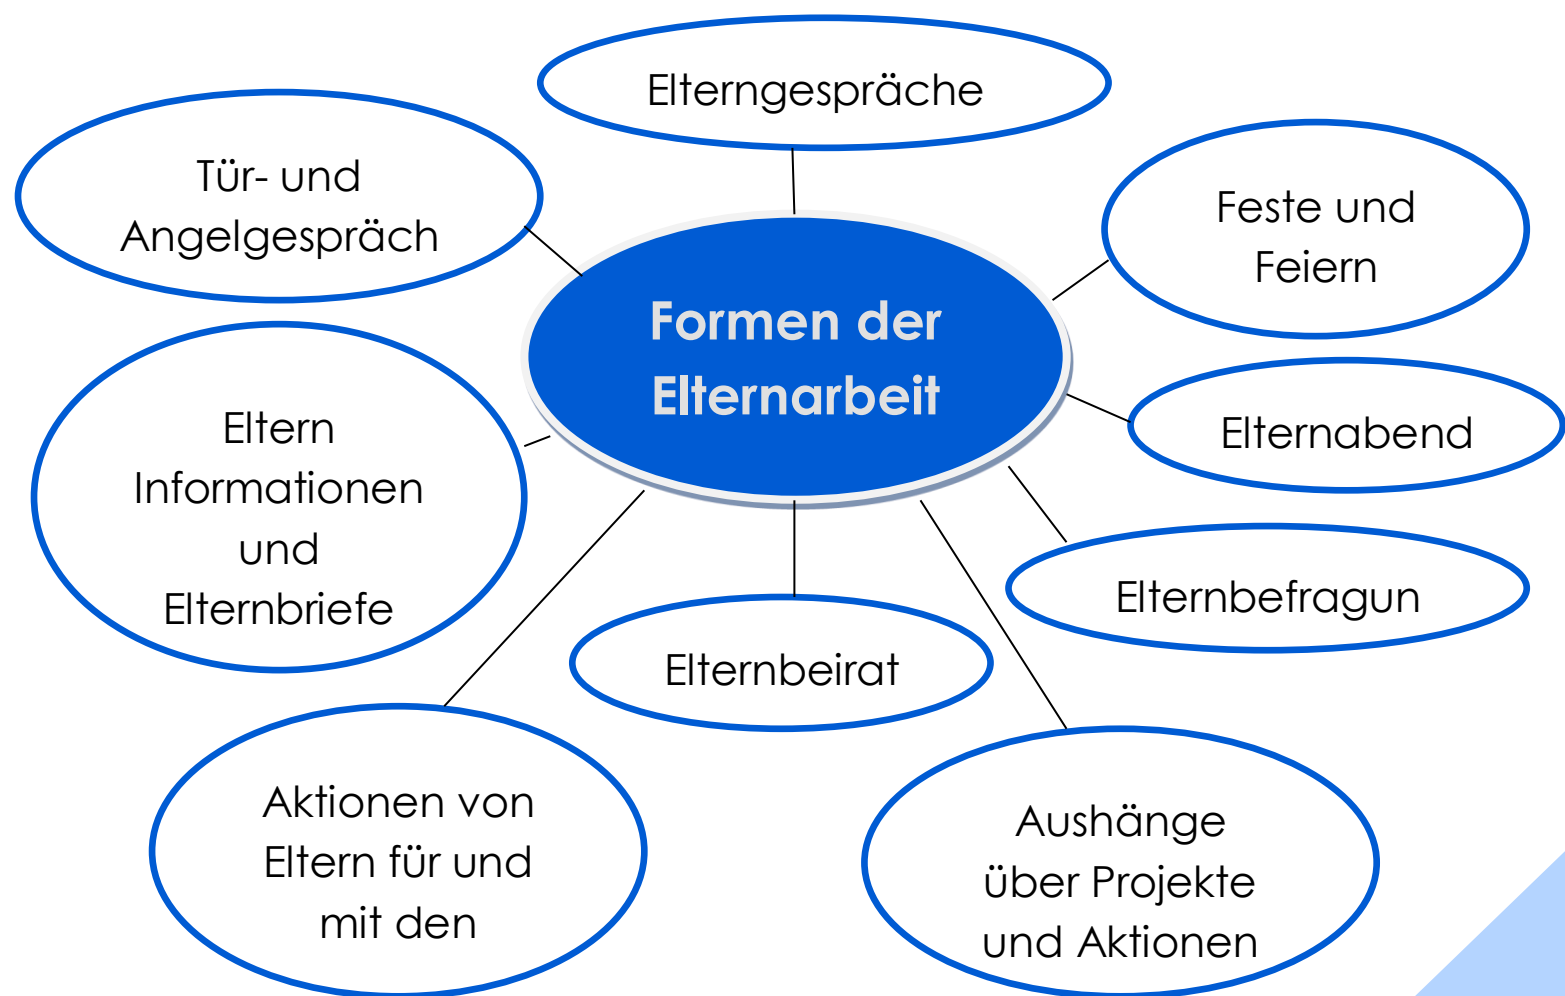 Elterngespräche
Tür- und
Angelgespräch
Feste und
Feiern
Formen der
Elternarbeit
Eltern
Informationen
und
Elternbriefe
Elternabend
Elternbefragun
Elternbeirat
Aktionen von
Eltern für und
mit den
Aushänge
über Projekte
und Aktionen